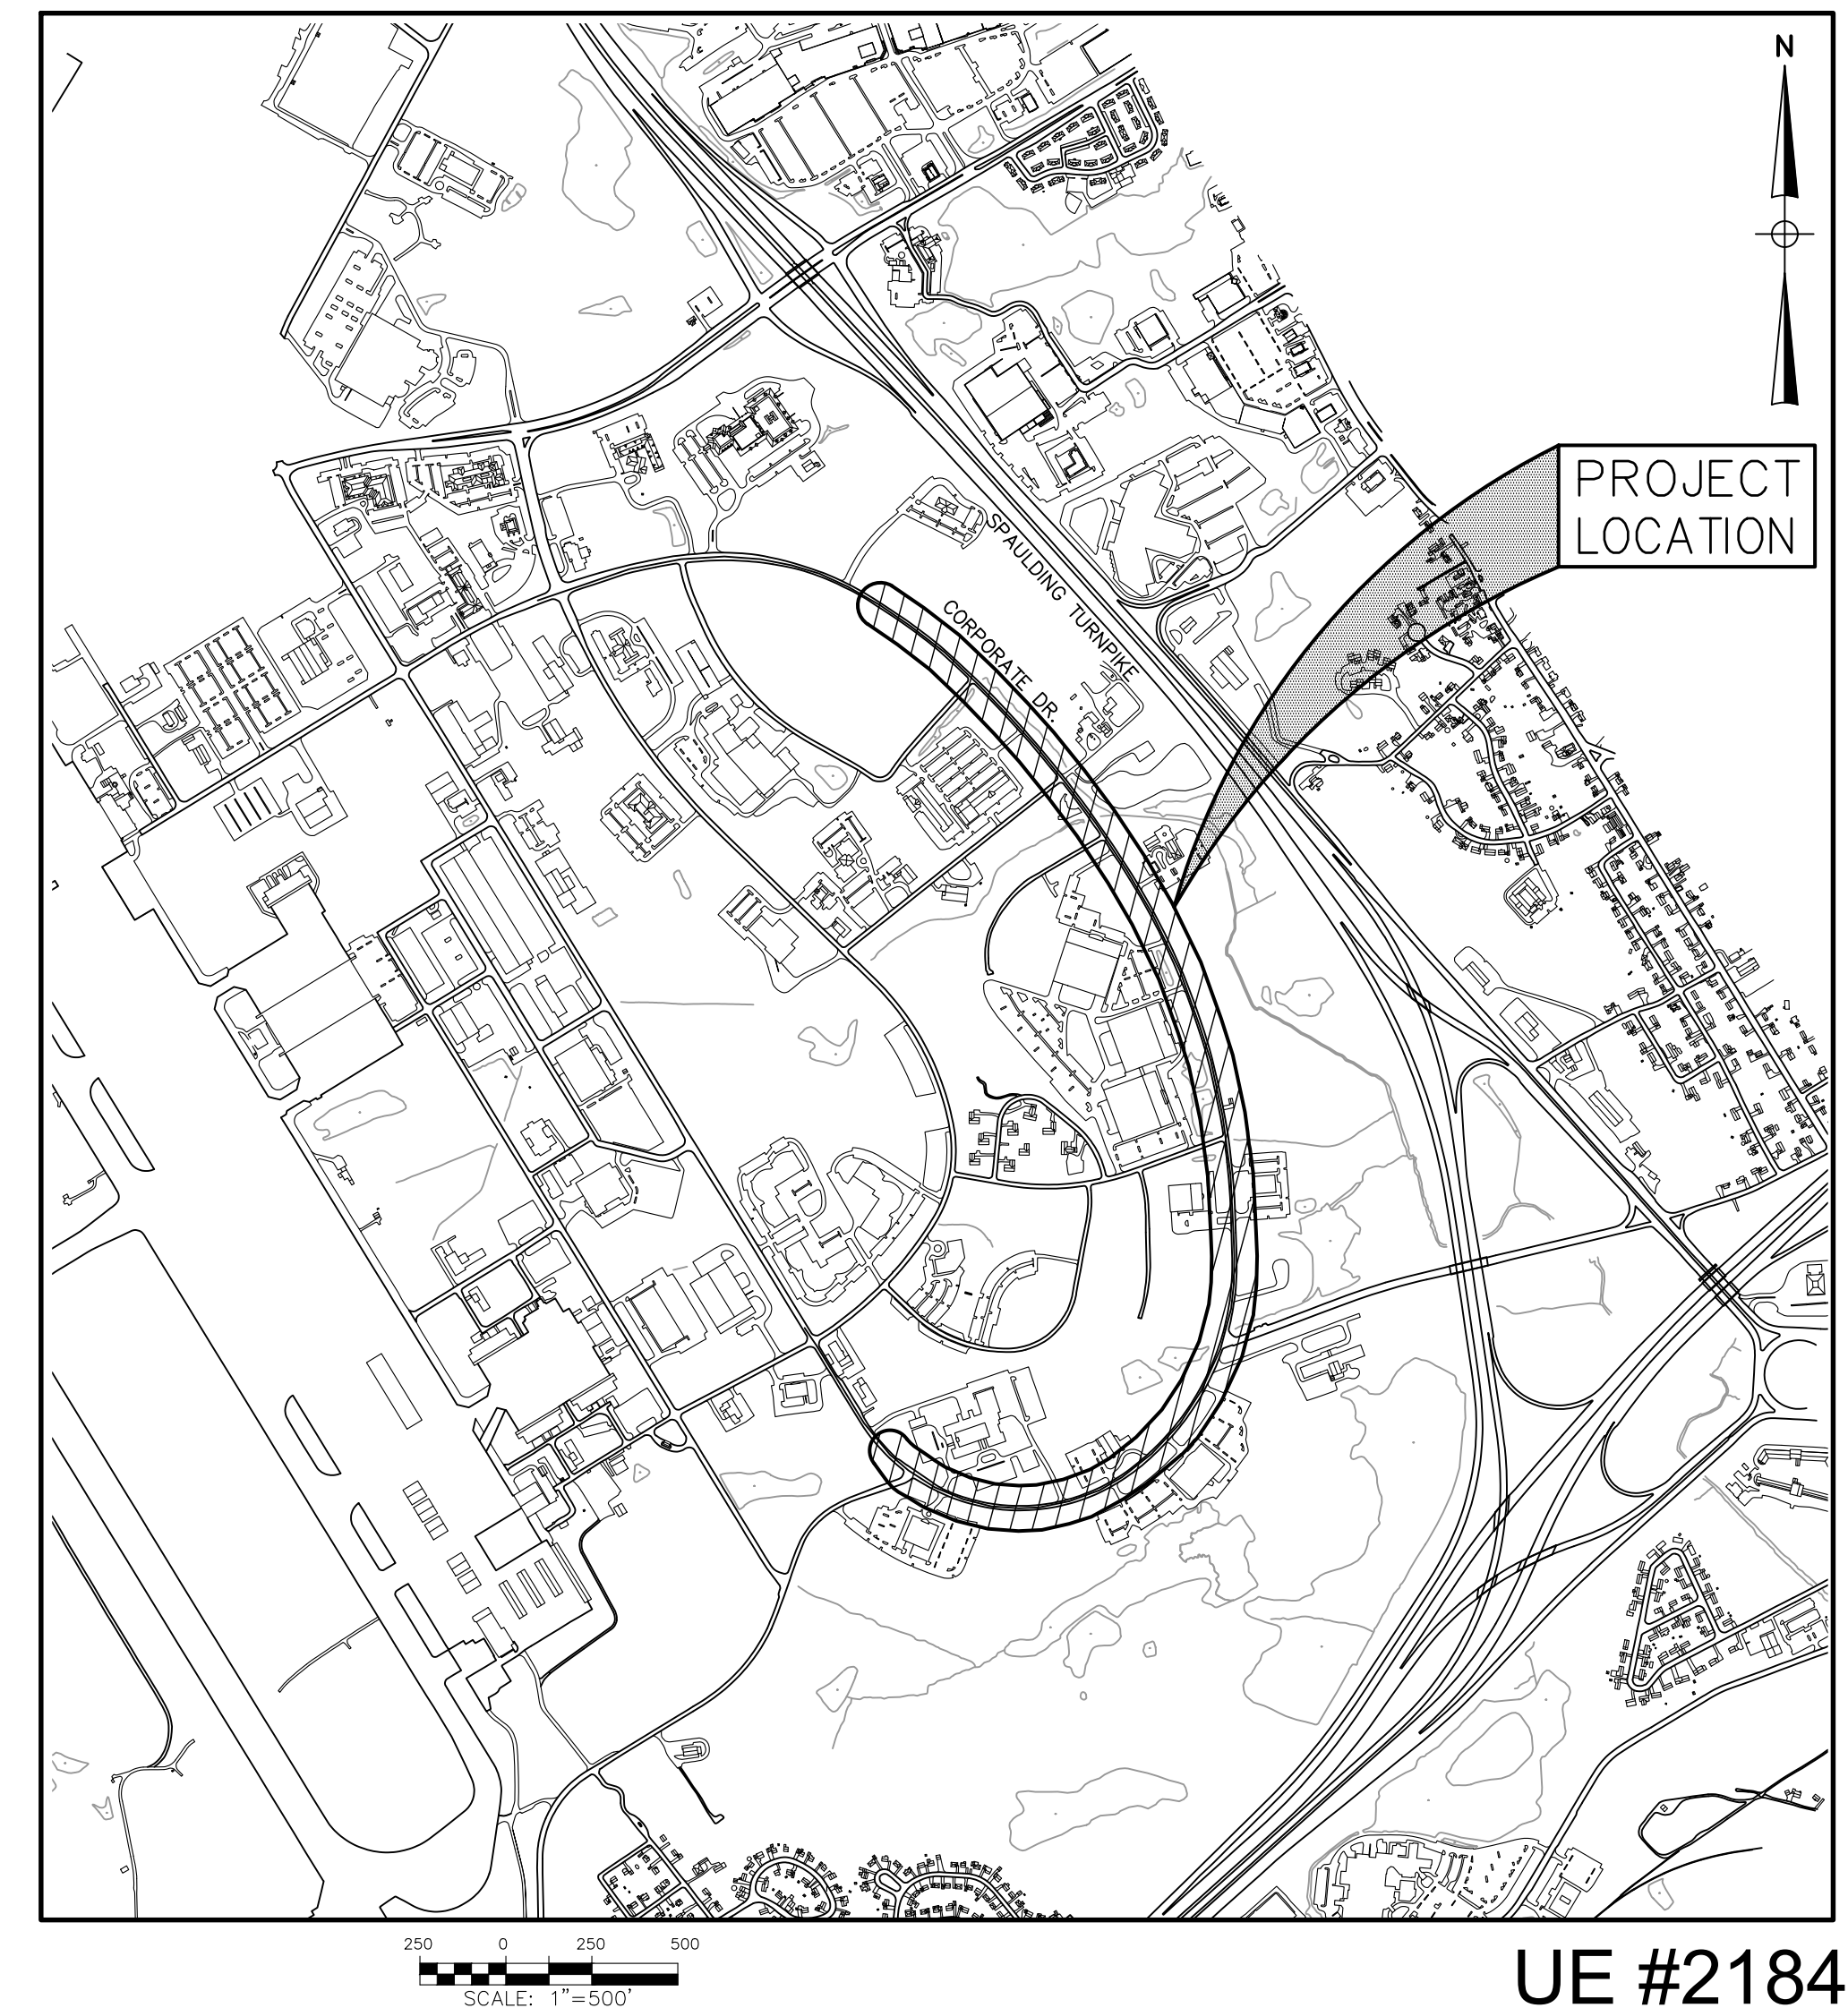 N
PROJECT
LOCATION
SPAULDING TURNPIKE
CORPORATE DR.
H
250 0 250 500
SCALE: 1"=500'
UE #2184